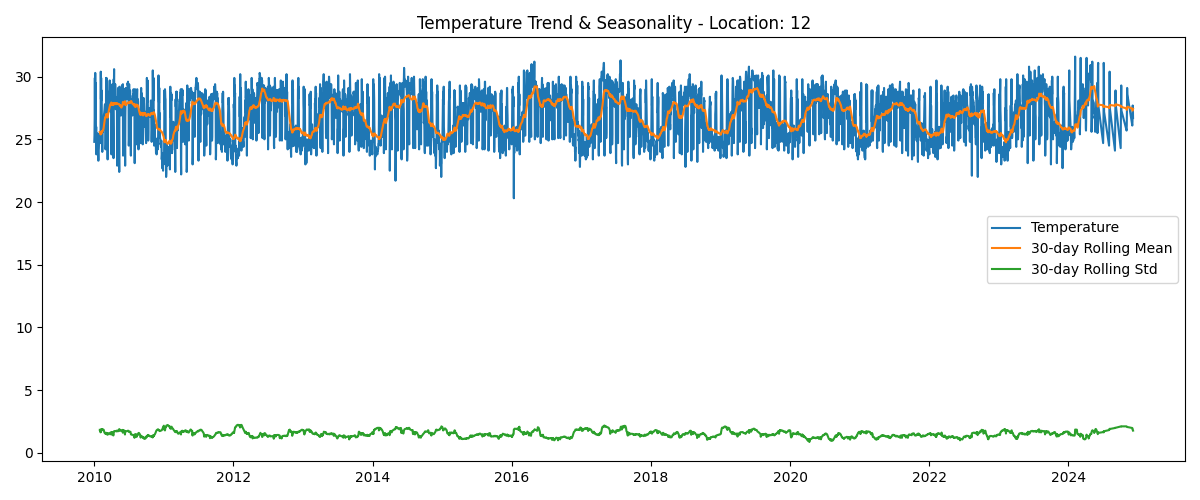 Temperature Trend & Seasonality - Location: 12
30
25
20
15
10
5
0
Temperature
30-day Rolling Mean
30-day Rolling Std
2010 2012 2014 2016 2018 2020 2022 2024